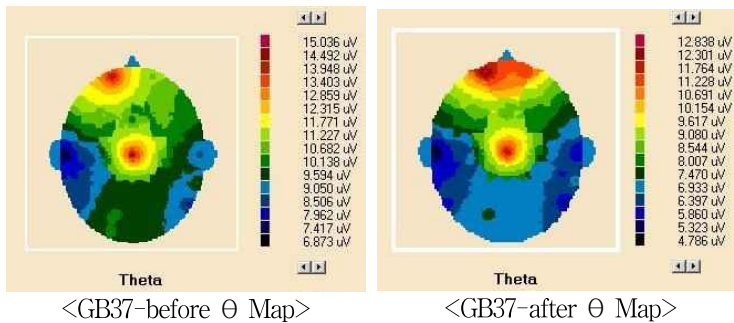 15.036 uV
14.492 uV
13.948 uV
13.403 uV
12.859 uV
12.315 uV
11.771 uV
11.227 uV
10.682 uV
10.138 uV
9.594 uV
9.050 uV
8.506 uV
7.962 uV
7.417 uV
6.873 uV
Theta
<GB37-before Θ Map>
12.838 uV
12.301 uV
11.764 uV
11.228 uV
10.691 uV
10.154 uV
9.617 uV
9.080 uV
8.544 uV
8.007 uV
7.470 uV
6.933 uV
6.397 uV
5.860 uV
5.323 uV
4.786 uV
Theta
<GB37-after Θ Map>